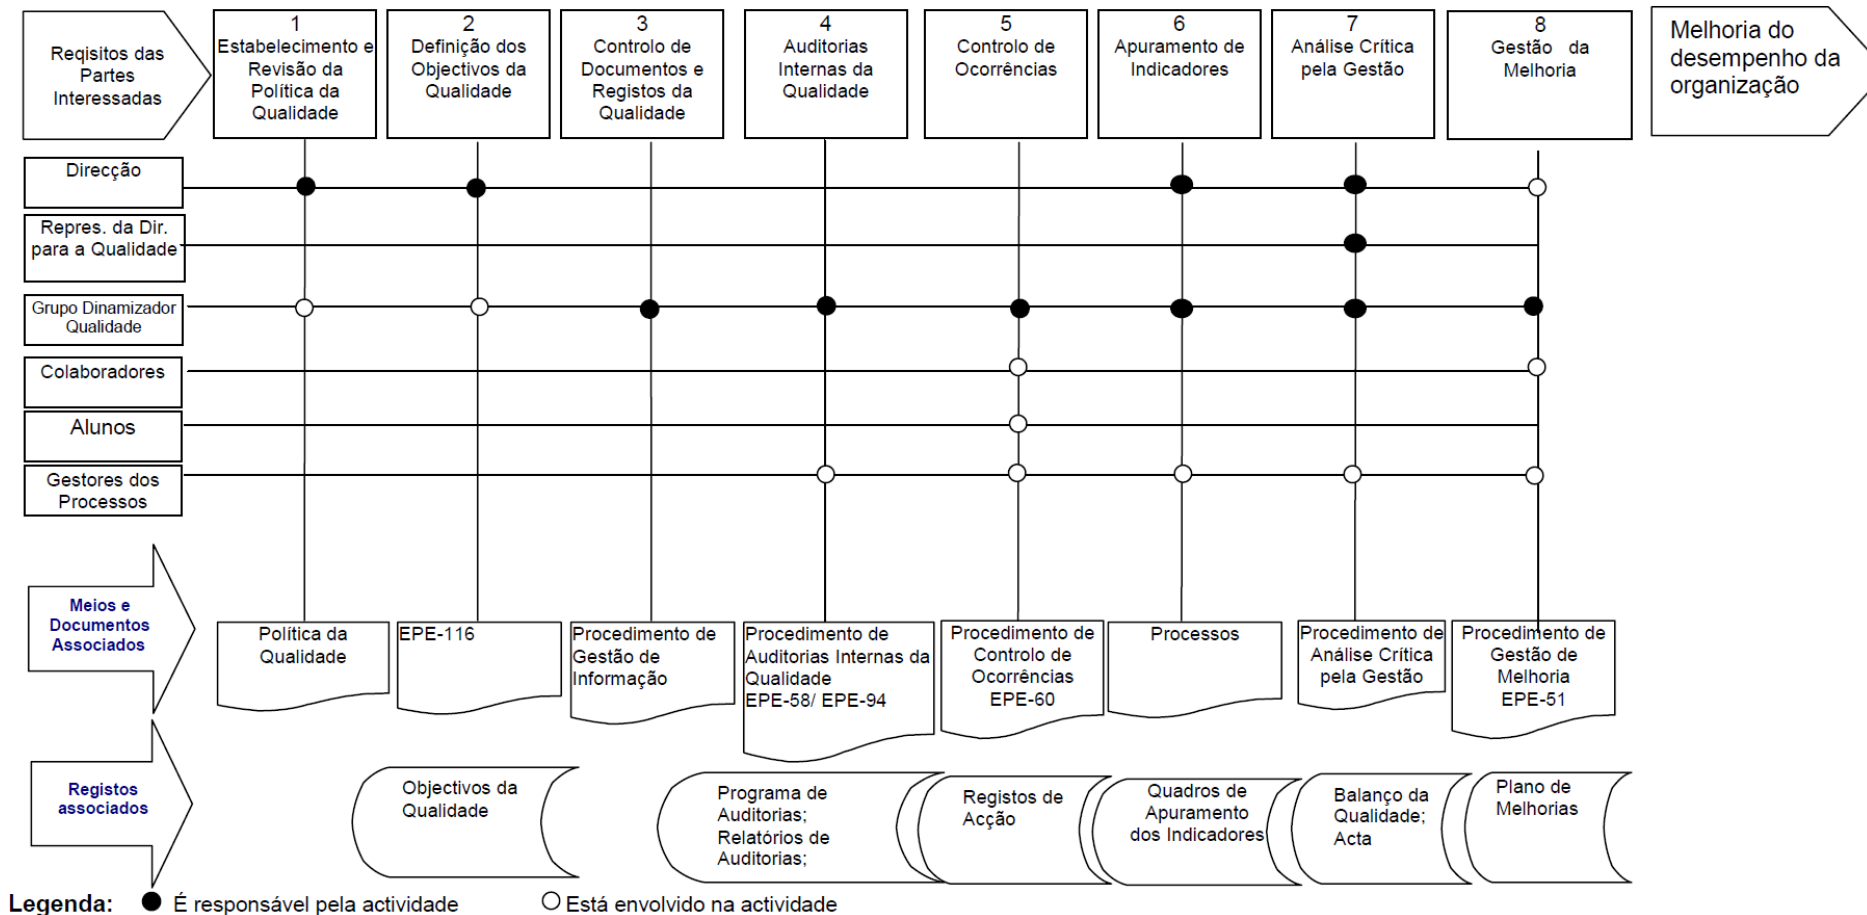 Reqisitos das
Partes
Interessadas
1
Estabelecimento e
Revisão da
Política da
Qualidade
2
Definição dos
Objectivos da
Qualidade
3
Controlo de
Documentos e
Registos da
Qualidade
4
Auditorias
Internas da
Qualidade
5
Controlo de
Ocorrências
6
Apuramento de
Indicadores
7
Análise Crítica
pela Gestão
8
Gestão da
Melhoria
Melhoria do
desempenho da
organização
Direcção
Repres. da Dir.
para a Qualidade
Grupo Dinamizador
Qualidade
Colaboradores
Alunos
Gestores dos
Processos
Meios e
Documentos
Associados
Política da
Qualidade
EPE-116
Procedimento de
Gestão de
Informação
Procedimento de
Auditorias Internas da
Qualidade
EPE-58/ EPE-94
Procedimento de
Controlo de
Ocorrências
EPE-60
Processos
Procedimento de
Análise Crítica
pela Gestão
Procedimento de
Gestão de
Melhoria
EPE-51
Registos
associados
Objectivos da
Qualidade
Programa de
Auditorias;
Relatórios de
Auditorias;
Registos de
Acção
Quadros de
Apuramento
dos Indicadores
Balanço da
Qualidade;
Acta
Plano de
Melhorias
Legenda: É responsável pela actividade Está envolvido na actividade